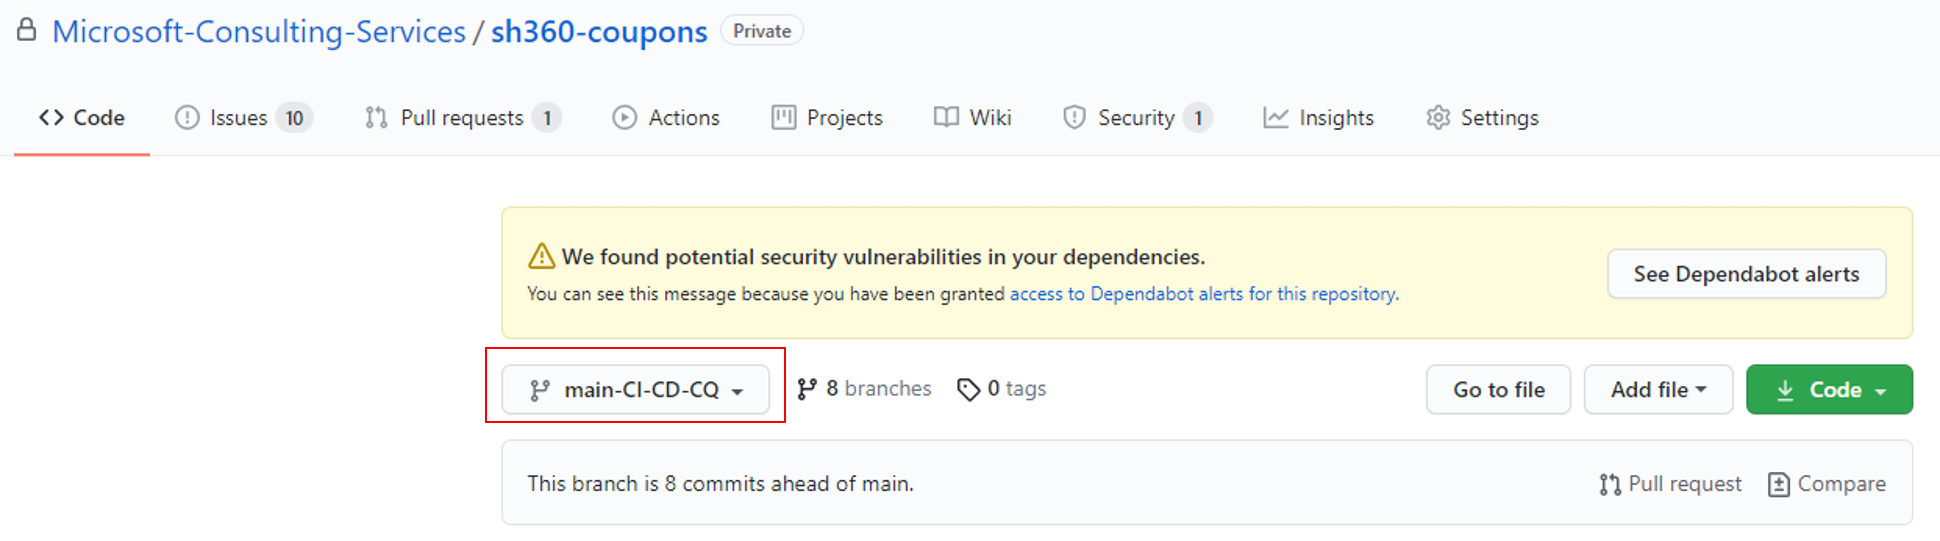 Microsoft-Consulting-Services / sh360-coupons Private
Code Issues 10 Pull requests 1 Actions Projects Wiki Security 1 Insights Settings
We found potential security vulnerabilities in your dependencies.
You can see this message because you have been granted access to Dependabot alerts for this repository.
See Dependabot alerts
main-CI-CD-CQ 8 branches 0 tags Go to file Add file Code
This branch is 8 commits ahead of main. Pull request Compare